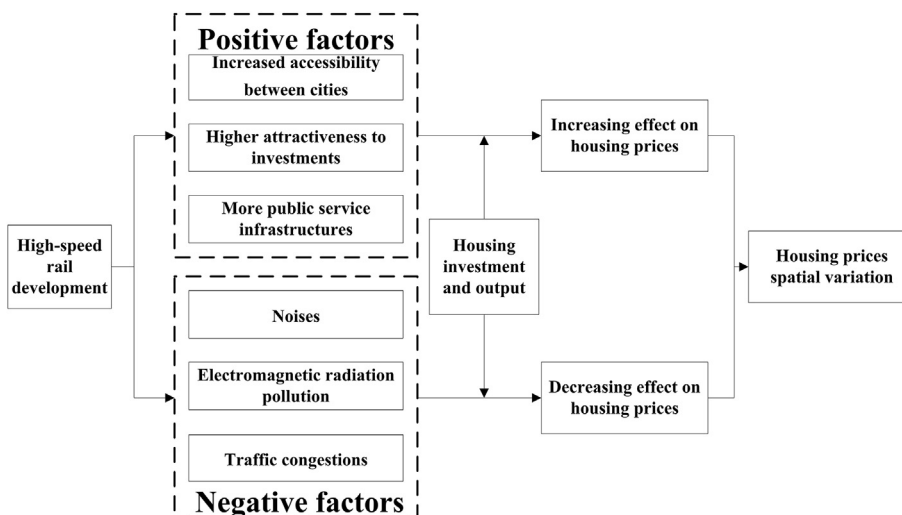 Positive factors
Increased accessibility
between cities
Higher attractiveness to
investments
More public service
infrastructures
High-speed
rail
development
Housing
investment
and output
Increasing effect on
housing prices
Housing prices
spatial variation
Noises
Electromagnetic radiation
pollution
Decreasing effect on
housing prices
Traffic congestions
Negative factors